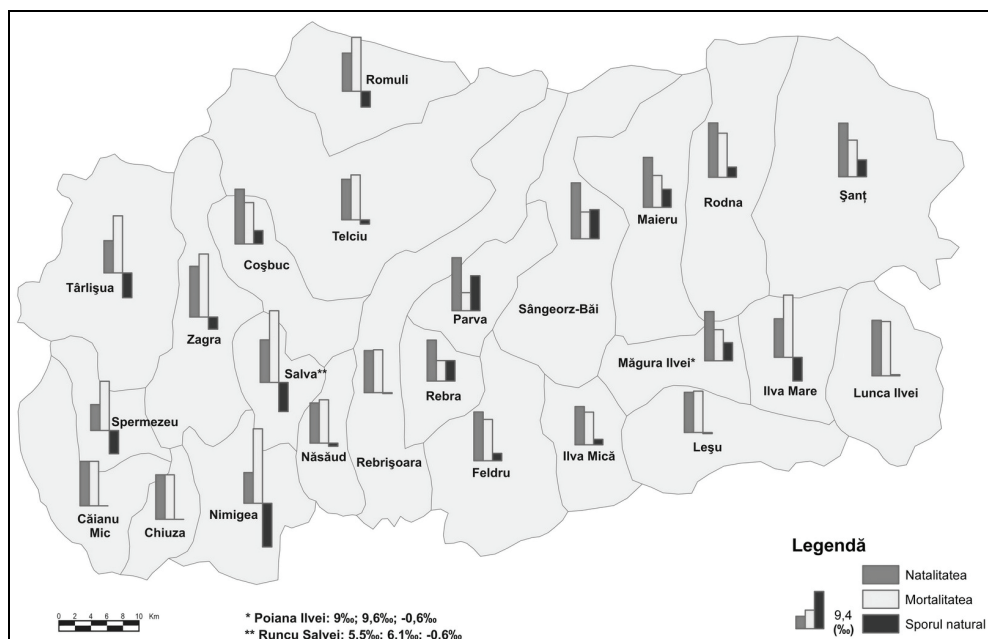 Romuli
Rodna
Şanţ
Maieru
Telciu
Coşbuc
Târlişua
Parva
Sângeorz-Băi
Zagra
Măgura Ilvei*
Salva**
Rebra
Ilva Mare
Lunca Ilvei
Spermezeu
Năsăud
Rebrişoara
Feldru
Ilva Mică
Leşu
Nimigea
Căianu
Mic
Chiuza
Legendă
Natalitatea
Mortalitatea
9,4
(‰)
Sporul natural
0 2 4 6 8 10 Km
* Poiana Ilvei: 9‰; 9,6‰; -0,6‰
** Runcu Salvei: 5,5‰; 6,1‰; -0,6‰